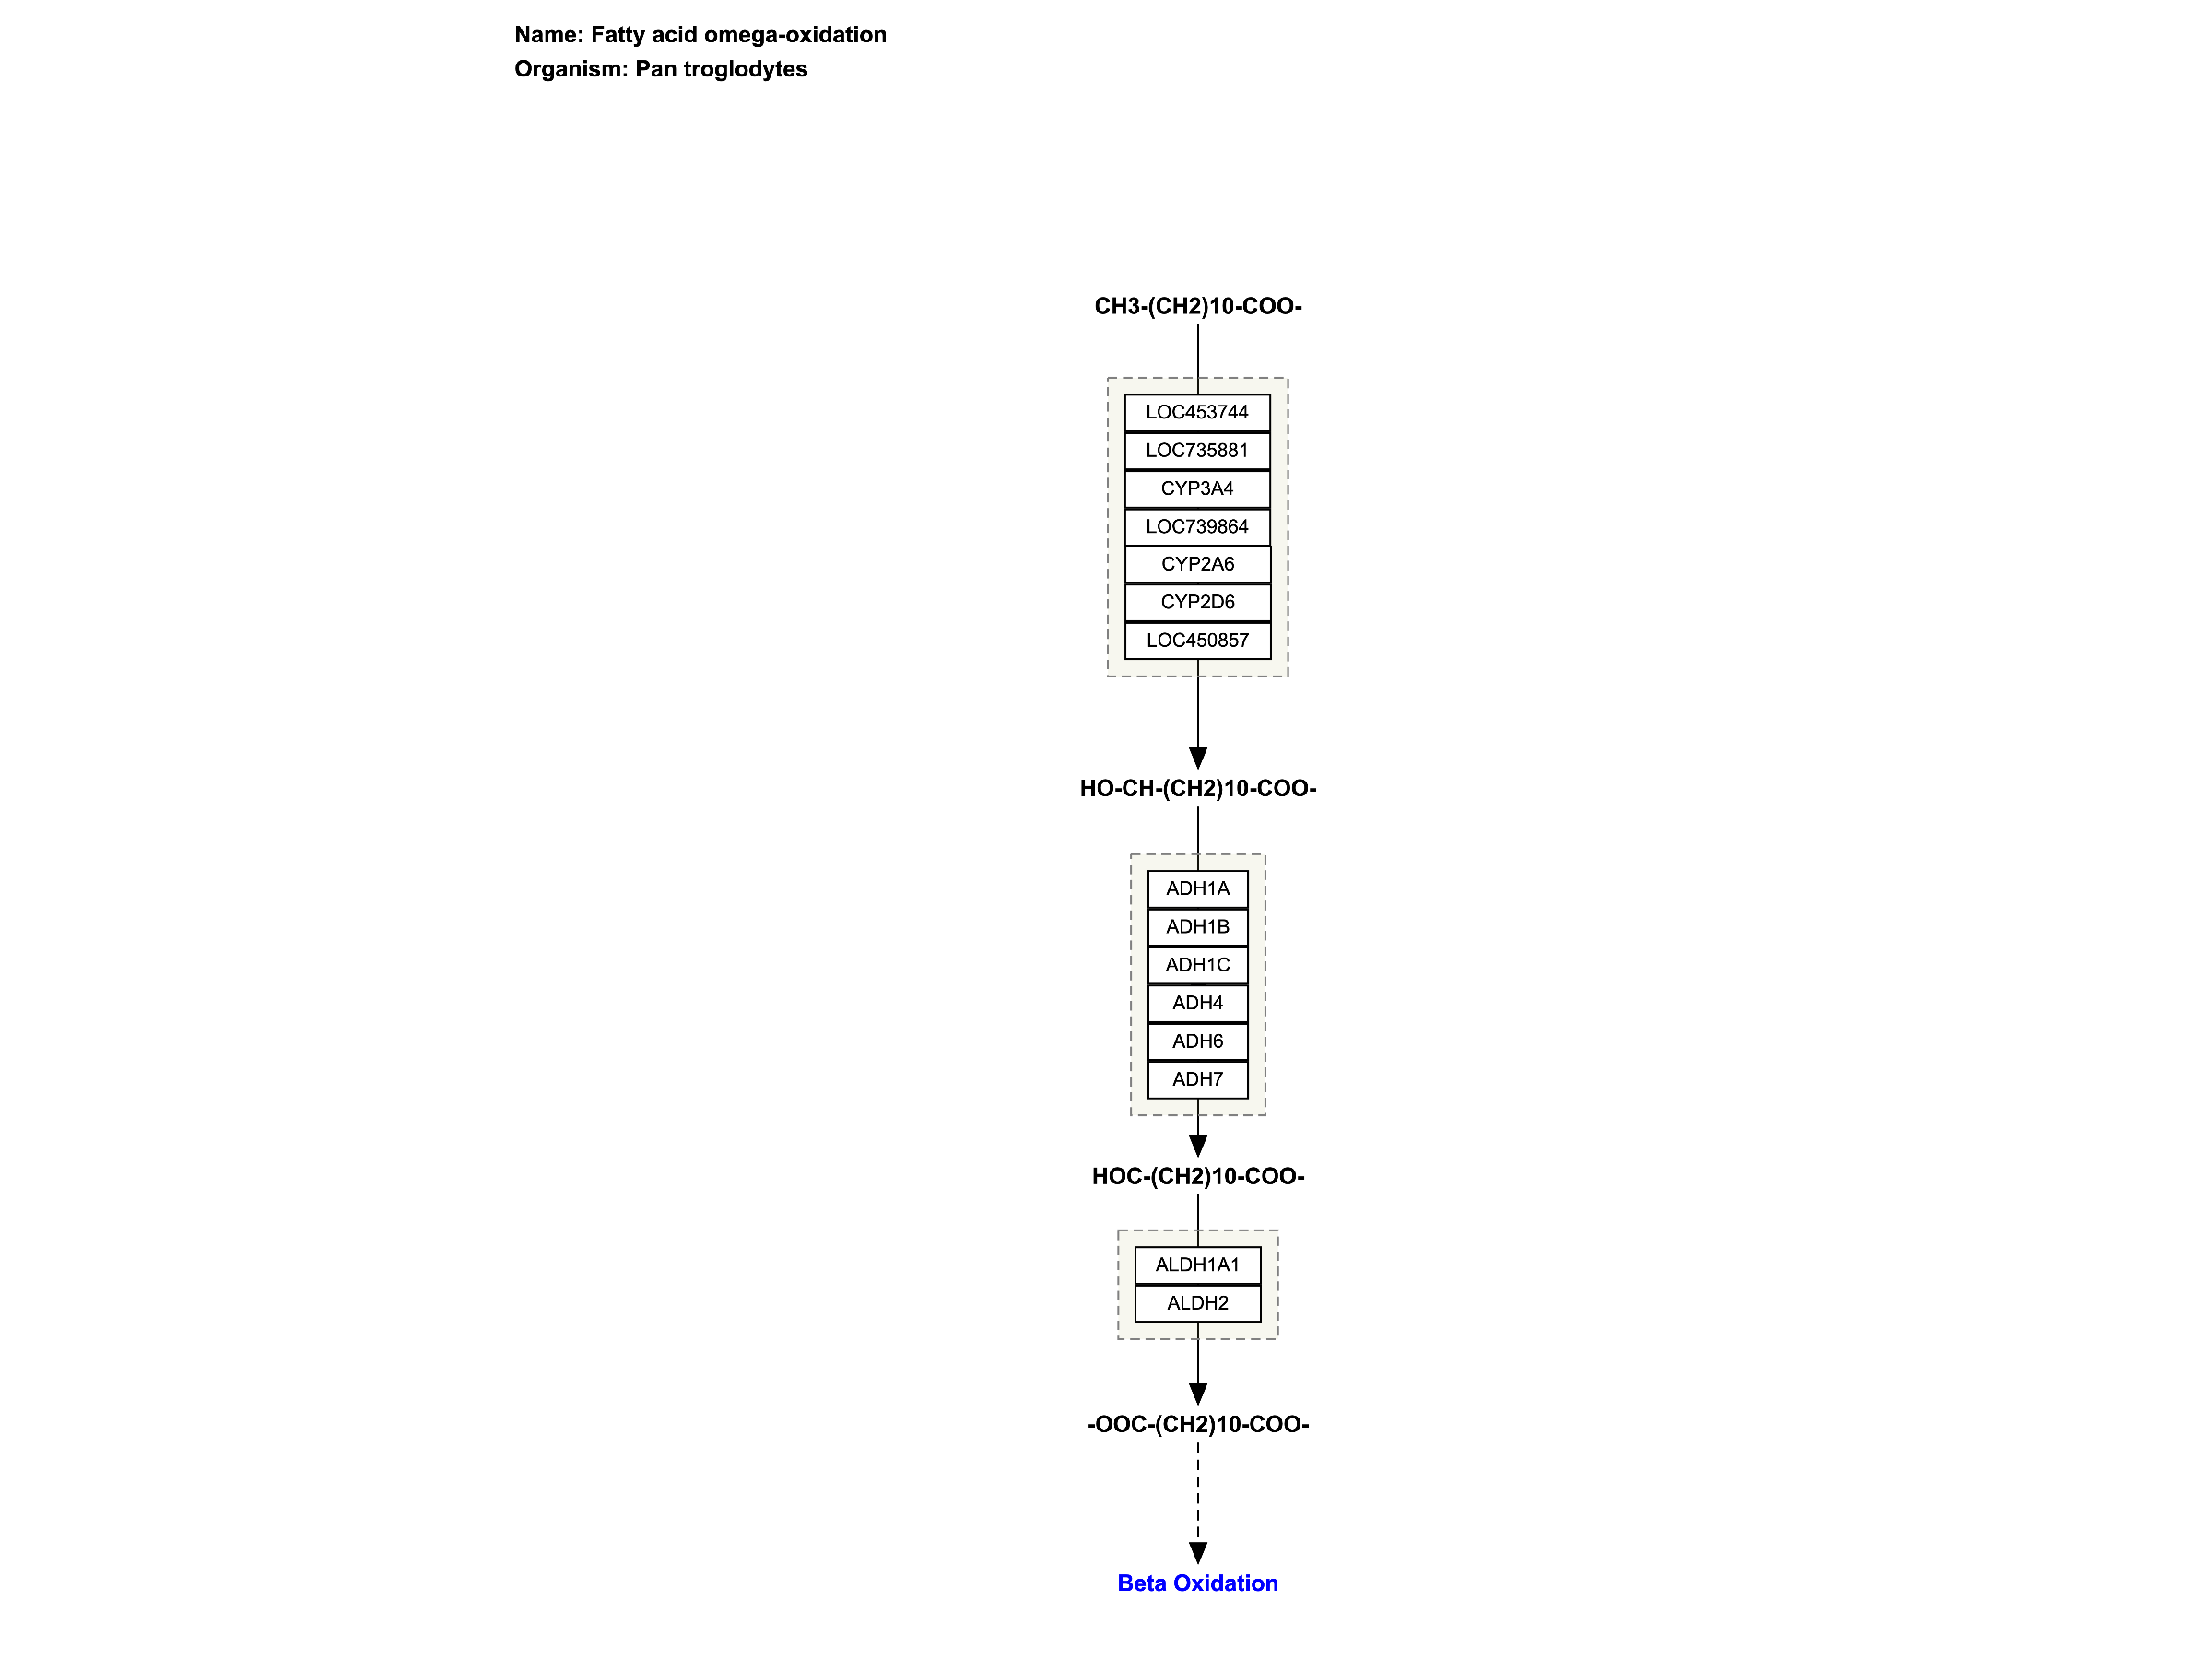 Name: Fatty acid omega-oxidation
Organism: Pan troglodytes
CH3-(CH2)10-COO-
LOC453744
LOC735881
CYP3A4
LOC739864
CYP2A6
CYP2D6
LOC450857
HO-CH-(CH2)10-COO-
ADH1A
ADH1B
ADH1C
ADH4
ADH6
ADH7
HOC-(CH2)10-COO-
ALDH1A1
ALDH2
-OOC-(CH2)10-COO-
Beta Oxidation